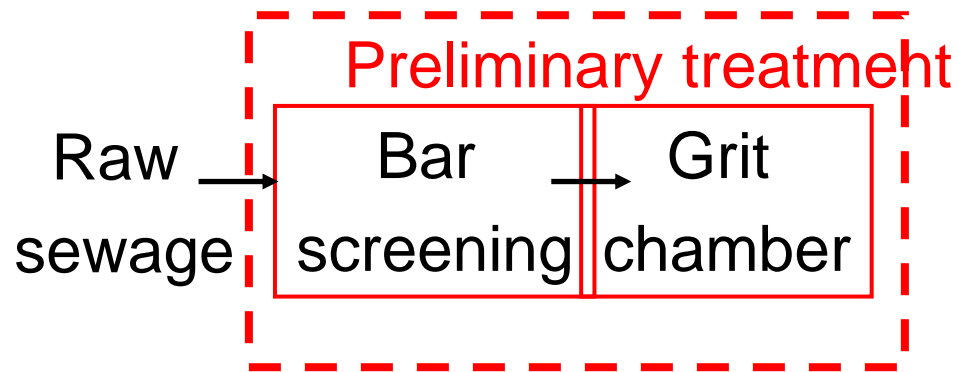 Preliminary treatment
Raw
sewage
Bar
screening
Grit
chamber